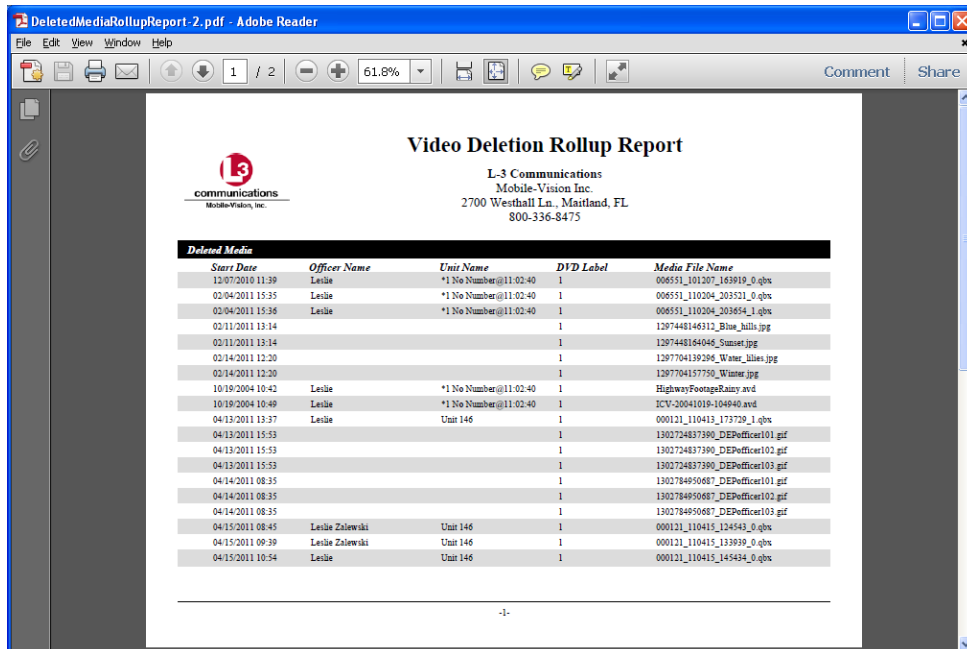 DeletedMediaRollupReport-2.pdf - Adobe Reader
File Edit View Window Help
1 / 2 61.8% Comment Share
Video Deletion Rollup Report
L3
communications
Mobile-Vision, Inc.
L-3 Communications
Mobile-Vision Inc.
2700 Westhall Ln., Maitland, FL
800-336-8475
Deleted Media
Start Date Officer Name Unit Name DVD Label Media File Name
12/07/2010 11:39 Leslie *1 No Number@11:02:40 1 006551_101207_163919_0.qbx
02/04/2011 15:35 Leslie *1 No Number@11:02:40 1 006551_110204_203521_0.qbx
02/04/2011 15:36 Leslie *1 No Number@11:02:40 1 006551_110204_203654_1.qbx
02/11/2011 13:14 1 1297448146312_Blue_hills.jpg
02/11/2011 13:14 1 1297448164046_Sunset.jpg
02/14/2011 12:20 1 1297704139296_Water_lilies.jpg
02/14/2011 12:20 1 1297704157750_Winter.jpg
10/19/2004 10:42 Leslie *1 No Number@11:02:40 1 HighwayFootageRainy.avd
10/19/2004 10:49 Leslie *1 No Number@11:02:40 1 ICV-20041019-104940.avd
04/13/2011 13:37 Leslie Unit 146 1 000121_110413_173729_1.qbx
04/13/2011 15:53 1 1302724837390_DEPofficer101.gif
04/13/2011 15:53 1 1302724837390_DEPofficer102.gif
04/13/2011 15:53 1 1302724837390_DEPofficer103.gif
04/14/2011 08:35 1 1302784950687_DEPofficer101.gif
04/14/2011 08:35 1 1302784950687_DEPofficer102.gif
04/14/2011 08:35 1 1302784950687_DEPofficer103.gif
04/15/2011 08:45 Leslie Zalewski Unit 146 1 000121_110415_124543_0.qbx
04/15/2011 09:39 Leslie Zalewski Unit 146 1 000121_110415_133939_0.qbx
04/15/2011 10:54 Leslie Unit 146 1 000121_110415_145434_0.qbx
-1-